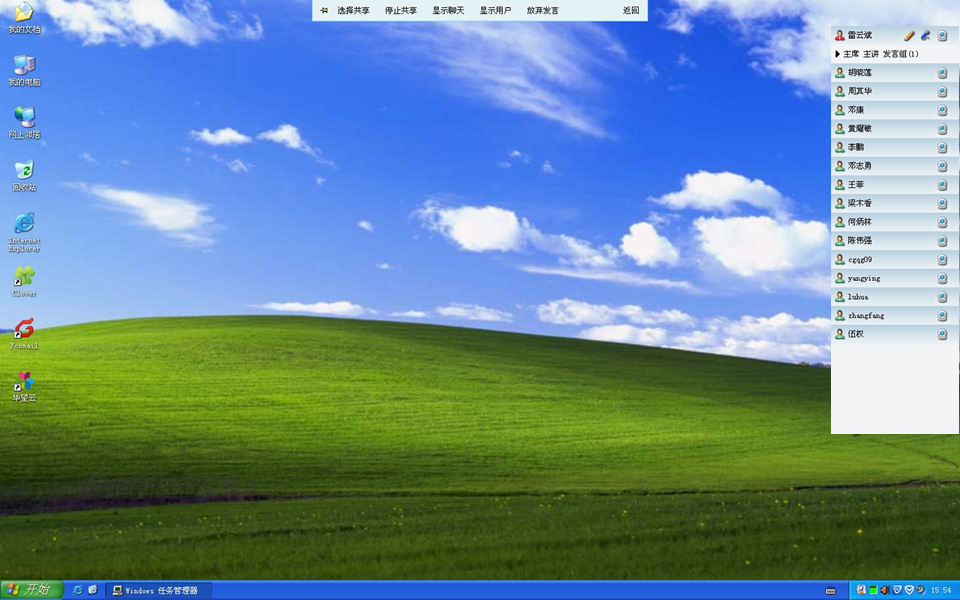 选择共享 停止共享 显示聊天 显示用户 放弃发言 返回
我的文档
我的电脑
网上邻居
回收站
Internet
Explorer
Clover
Foxmail
华望云
雷云斌
主席 主讲 发言组(1)
胡晓莲
周其华
邓康
黄耀敏
李鹏
邓志勇
王菲
梁木香
何炳林
陈伟强
cgqg09
yangying
luhua
zhangfang
伍权
开始
Windows 任务管理器
15:54